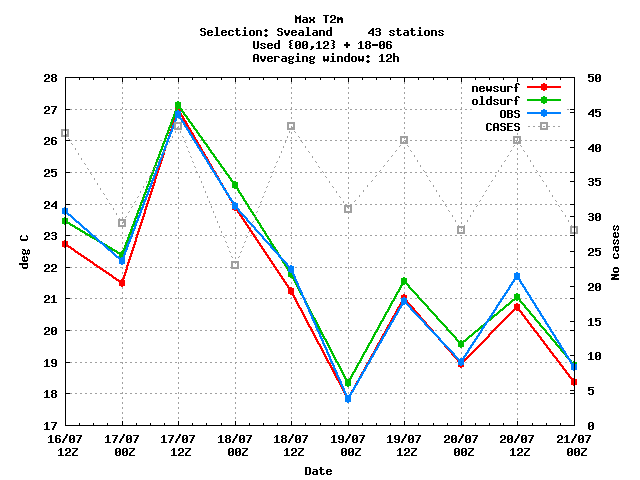 Max T2m
Selection: Svealand     43 stations
Used {00,12} + 18-06
Averaging window: 12h
newsurf
oldsurf
OBS
CASES
deg C
28
27
26
25
24
23
22
21
20
19
18
17
50
45
40
35
30
25
20
15
10
5
0
No cases
16/07 17/07 17/07 18/07 18/07 19/07 19/07 20/07 20/07 21/07
12Z 00Z 12Z 00Z 12Z 00Z 12Z 00Z 12Z 00Z
Date